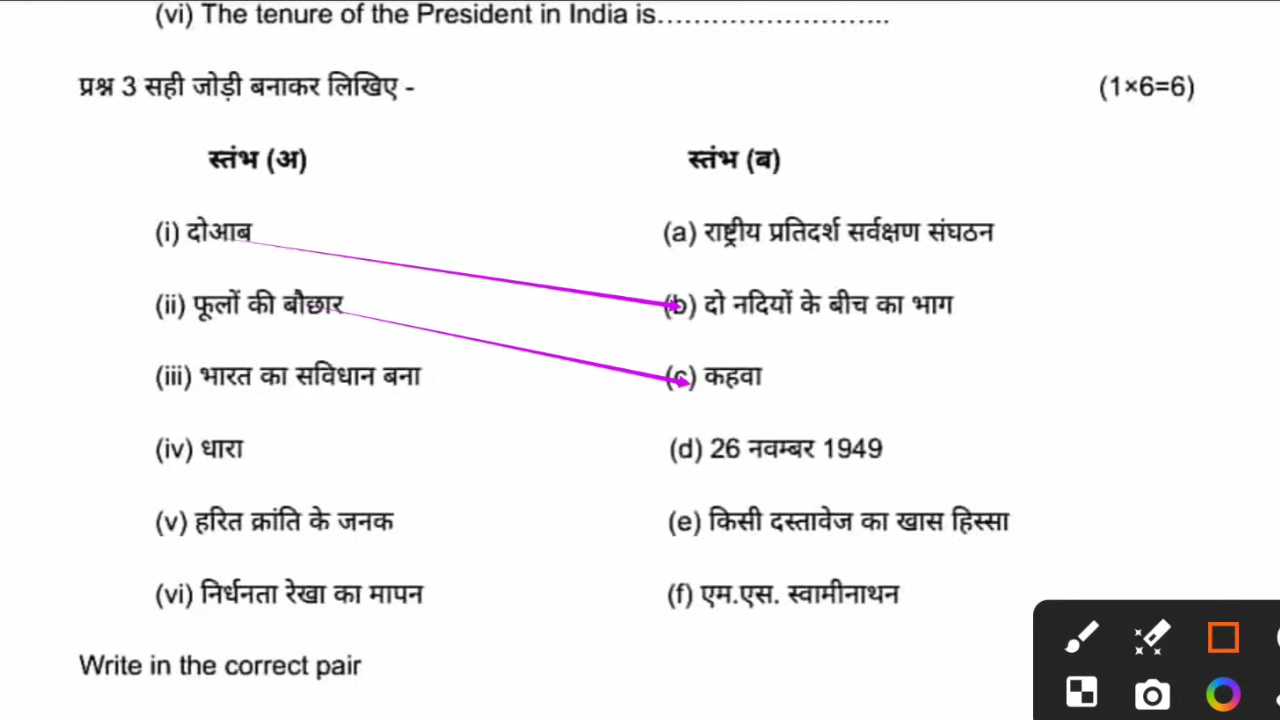 (vi) The tenure of the President in India is……………………..
प्रश्न 3 सही जोड़ी बनाकर लिखिए - (1×6=6)
स्तंभ (अ) स्तंभ (ब)
(i) दोआब (a) राष्ट्रीय प्रतिदर्श सर्वक्षण संघठन
(ii) फूलों की बौछार (b) दो नदियों के बीच का भाग
(iii) भारत का सविधान बना (c) कहवा
(iv) धारा (d) 26 नवम्बर 1949
(v) हरित क्रांति के जनक (e) किसी दस्तावेज का खास हिस्सा
(vi) निर्धनता रेखा का मापन (f) एम.एस. स्वामीनाथन
Write in the correct pair